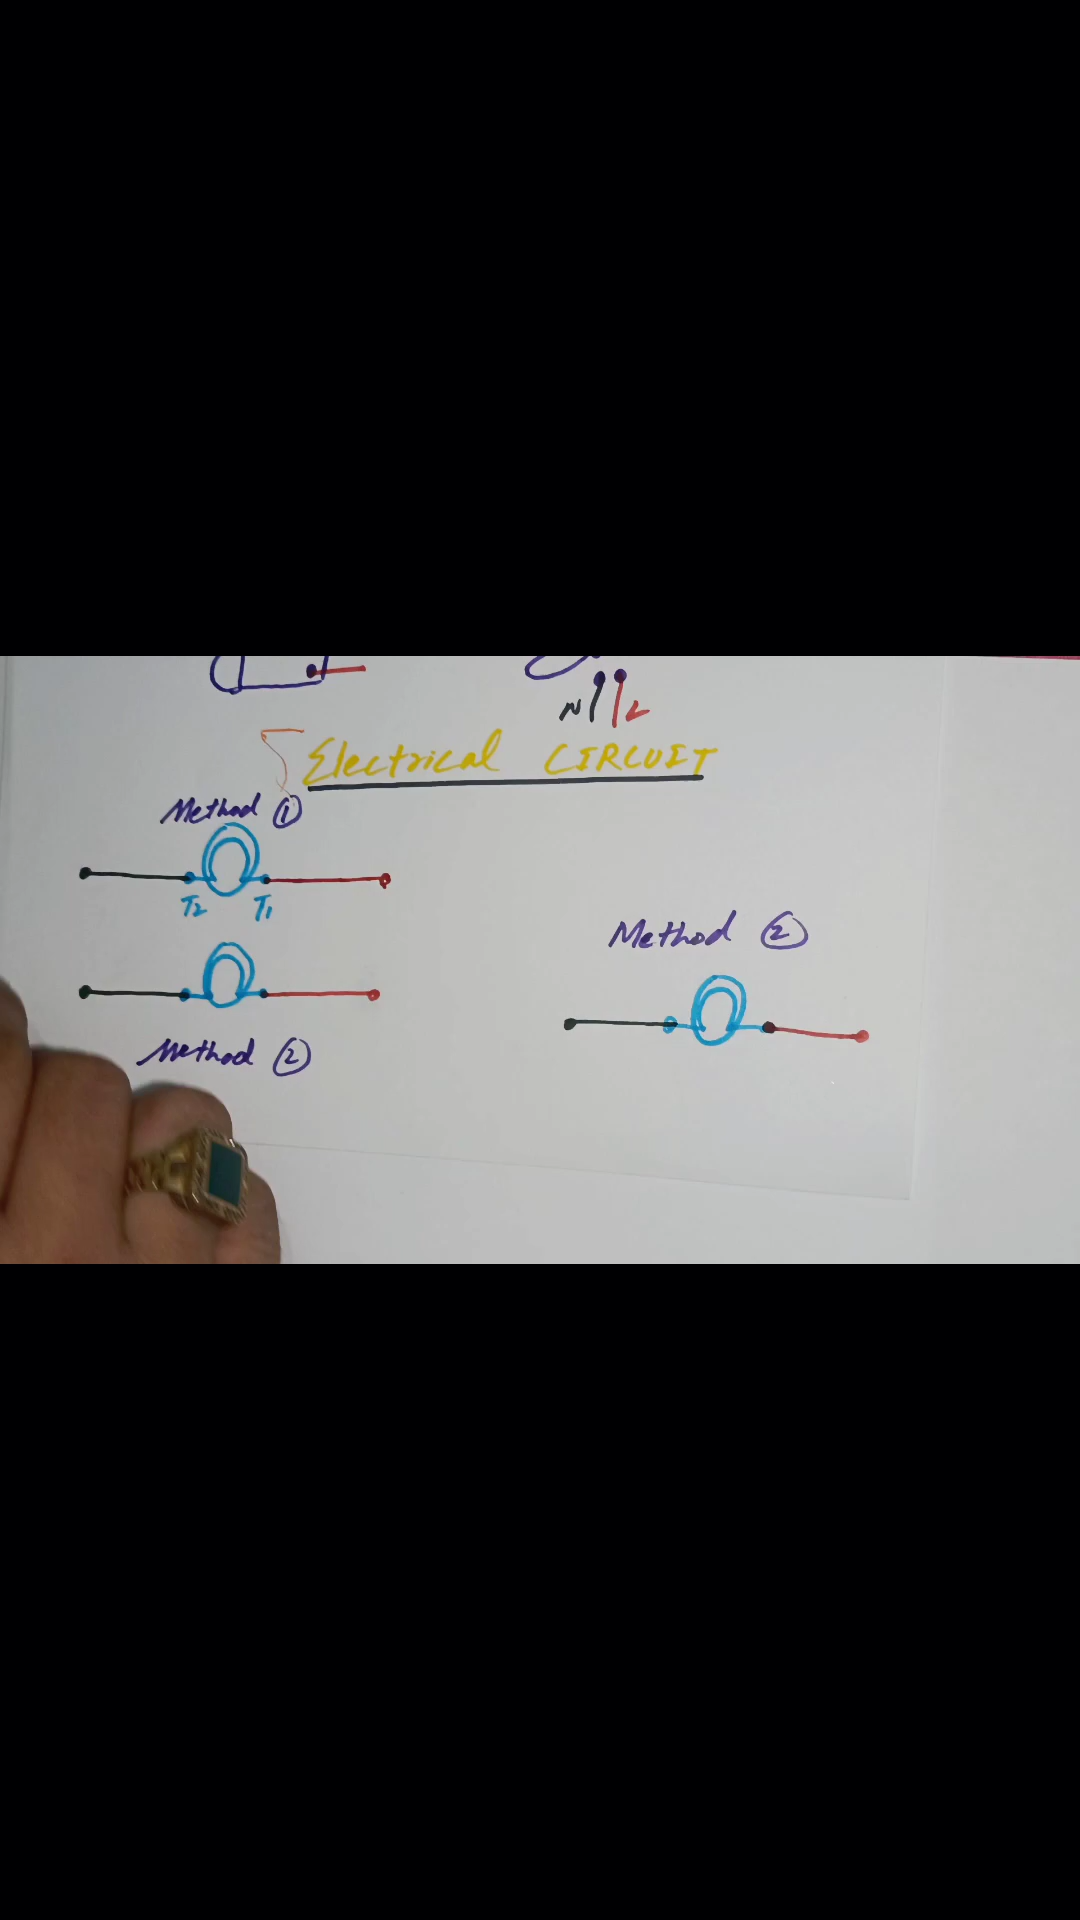 N L
Electrical CIRCUIT
Method ①
T2 T1
Method ②
Method ②